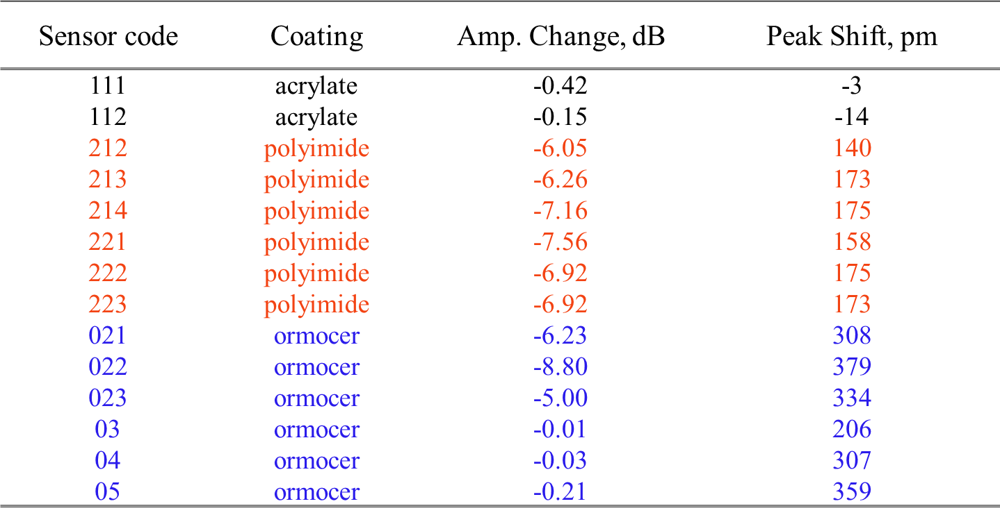 Sensor code Coating Amp. Change, dB Peak Shift, pm
111 acrylate -0.42 -3
112 acrylate -0.15 -14
212 polyimide -6.05 140
213 polyimide -6.26 173
214 polyimide -7.16 175
221 polyimide -7.56 158
222 polyimide -6.92 175
223 polyimide -6.92 173
021 ormocer -6.23 308
022 ormocer -8.80 379
023 ormocer -5.00 334
03 ormocer -0.01 206
04 ormocer -0.03 307
05 ormocer -0.21 359